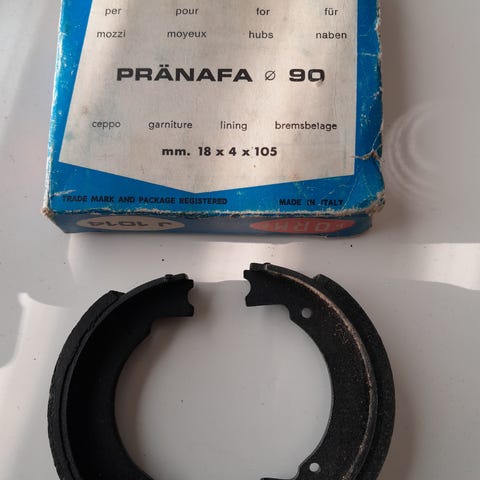 per pour for für
mozzi moyeux hubs naben
PRÄNAFA ⌀ 90
ceppo garniture lining bremsbelage
mm. 18 x 4 x 105
TRADE MARK AND PACKAGE REGISTERED MADE IN ITALY
J 1014